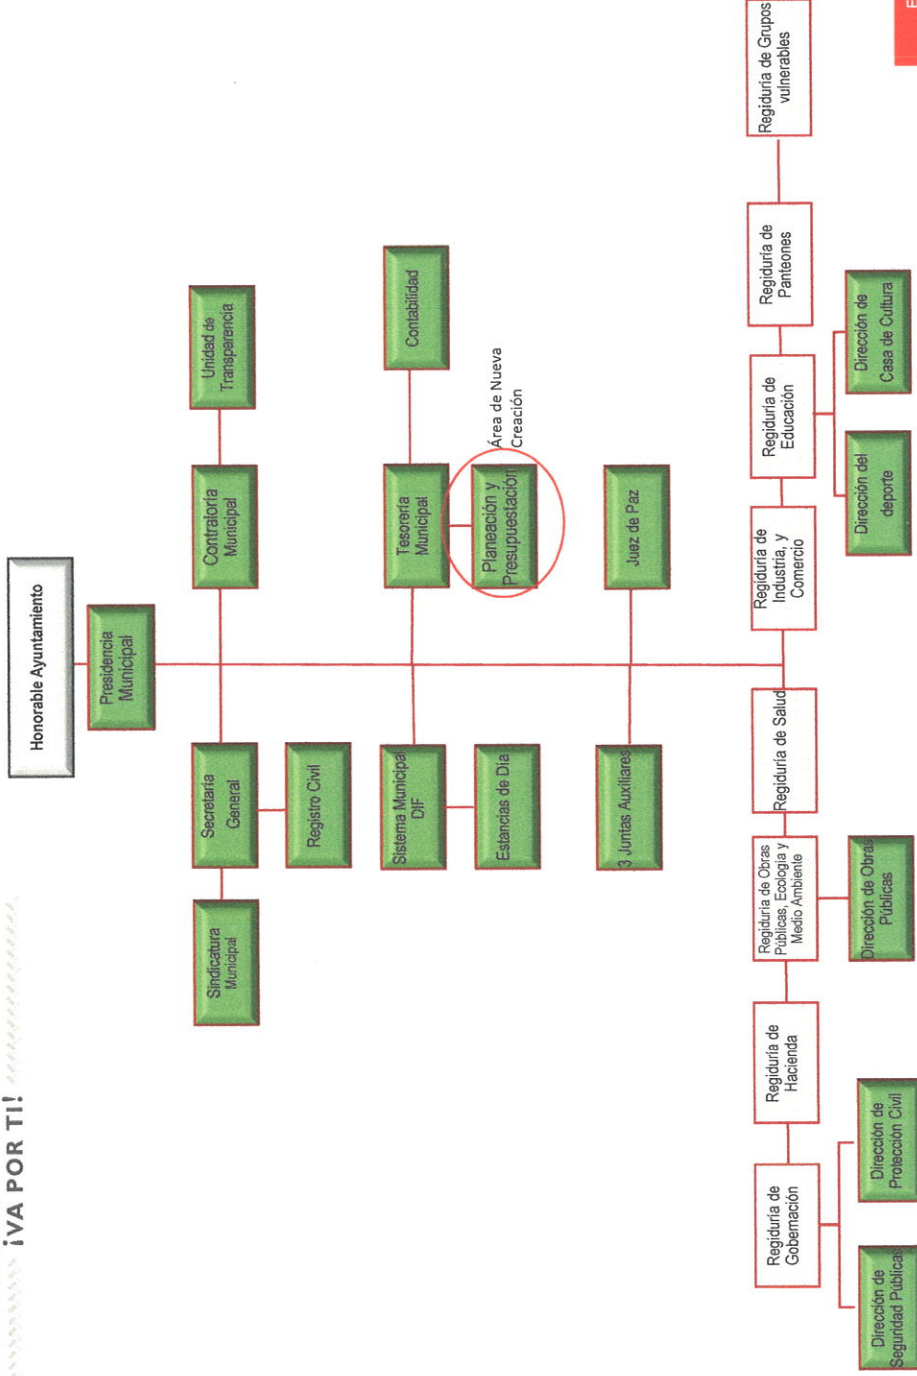 ¡VA POR TI!
Honorable Ayuntamiento
Presidencia
Municipal
Sindicatura
Municipal
Secretaria
General
Contraloría
Municipal
Unidad de
Transparencia
Registro Civil
Sistema Municipal
DIF
Tesorería
Municipal
Contabilidad
Estancias de Día
Planeación y
Presupuestación
Área de Nueva
Creación
3 Juntas Auxiliares
Juez de Paz
Regiduría de
Gobernación
Regiduría de
Hacienda
Regiduría de Obras
Públicas, Ecología y
Medio Ambiente
Regiduría de Salud
Regiduría de
Industria, y
Comercio
Regiduría de
Educación
Regiduría de
Panteones
Regiduría de Grupos
vulnerables
Dirección de
Seguridad Públicas
Dirección de
Protección Civil
Dirección de Obras
Públicas
Dirección del
deporte
Dirección de
Casa de Cultura